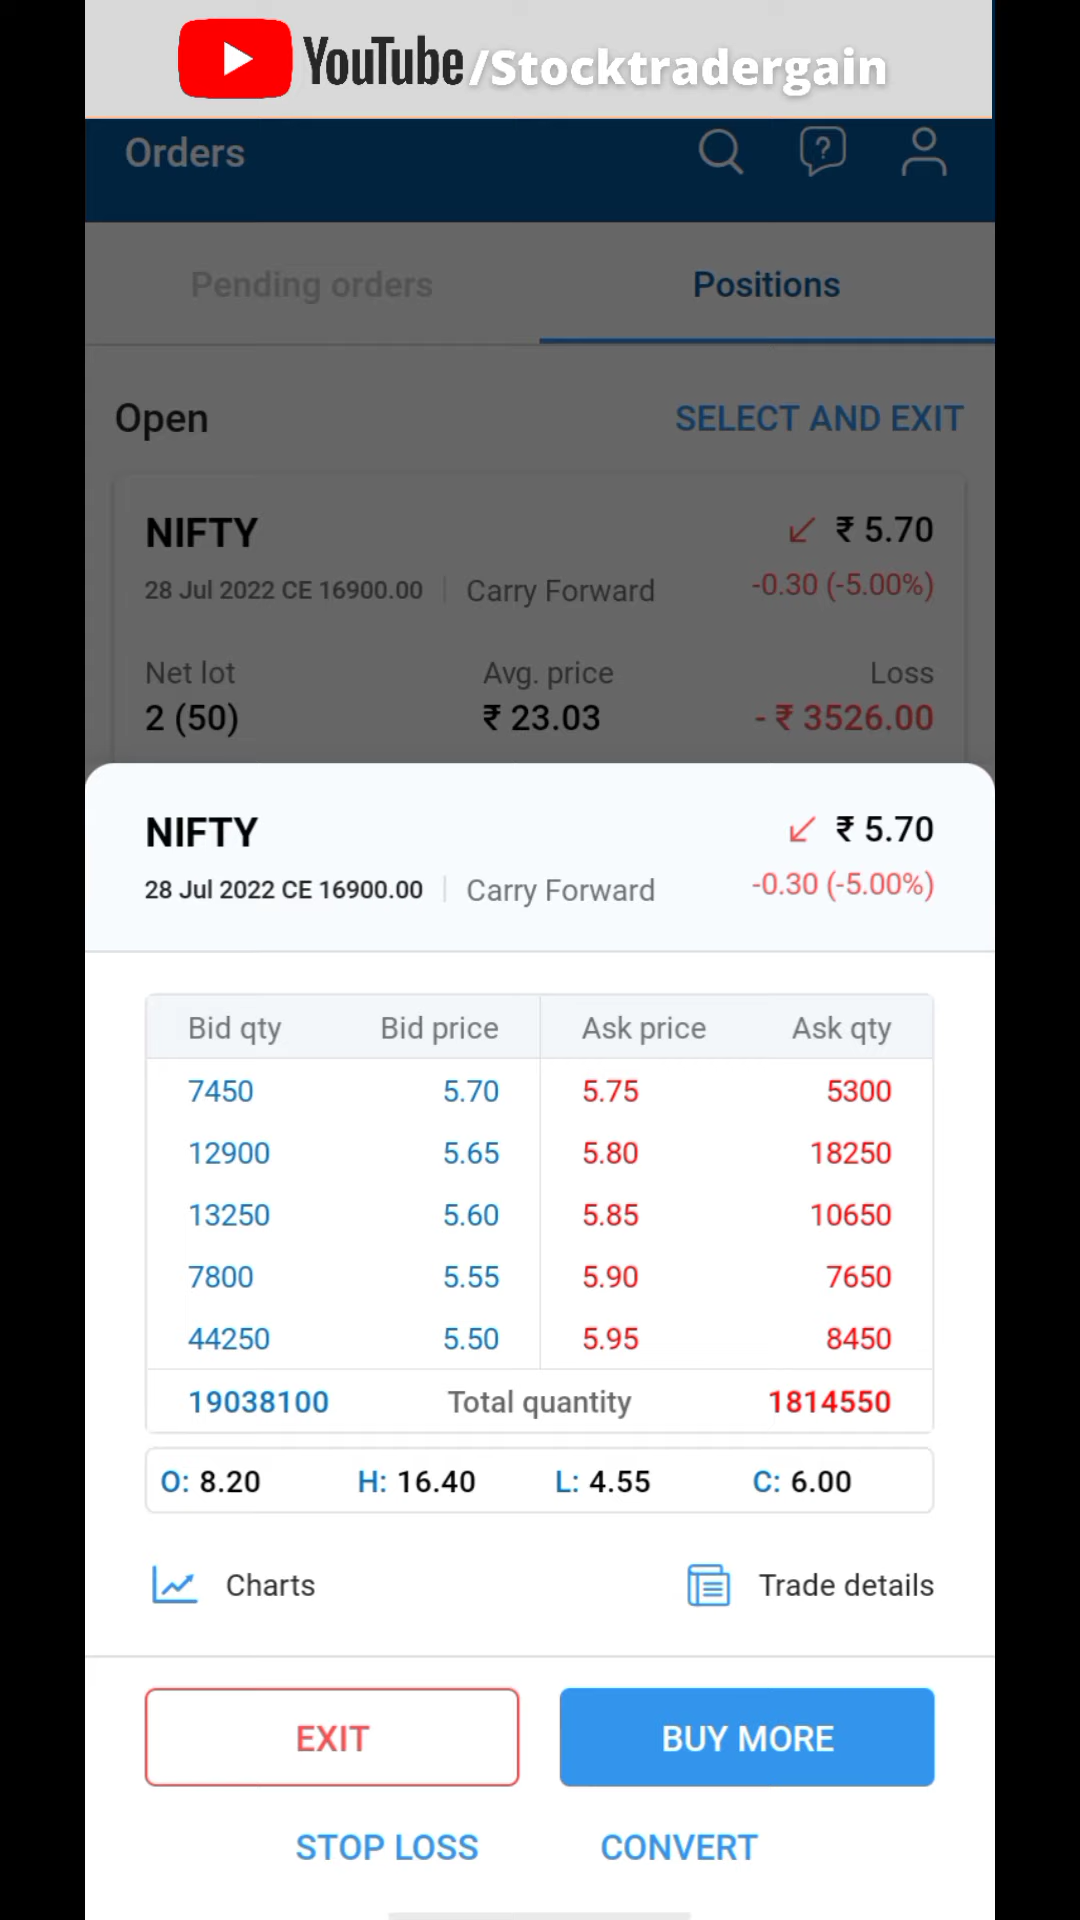 YouTube/Stocktradergain
Orders
Pending orders Positions
Open SELECT AND EXIT
NIFTY ₹ 5.70
28 Jul 2022 CE 16900.00 Carry Forward -0.30 (-5.00%)
Net lot Avg. price Loss
2 (50) ₹ 23.03 - ₹ 3526.00
NIFTY ₹ 5.70
28 Jul 2022 CE 16900.00 Carry Forward -0.30 (-5.00%)
Bid qty Bid price Ask price Ask qty
7450 5.70 5.75 5300
12900 5.65 5.80 18250
13250 5.60 5.85 10650
7800 5.55 5.90 7650
44250 5.50 5.95 8450
19038100 Total quantity 1814550
O: 8.20 H: 16.40 L: 4.55 C: 6.00
Charts Trade details
EXIT BUY MORE
STOP LOSS CONVERT